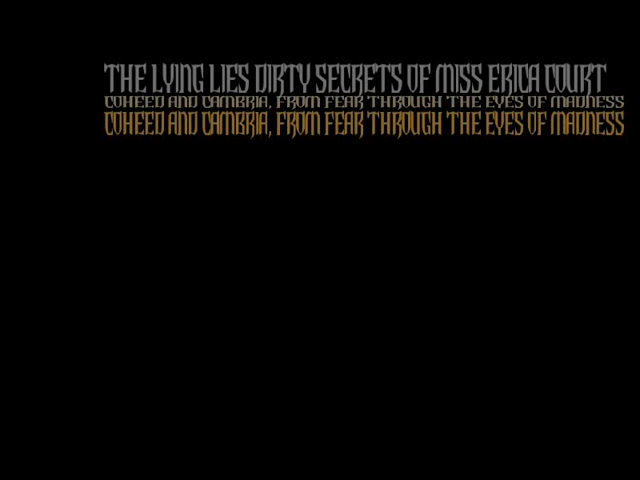 THE LYING LIES DIRTY SECRETS OF MISS ERICA COURT
COHEED AND CAMBRIA, FROM FEAR THROUGH THE EYES OF MADNESS
COHEED AND CAMBRIA, FROM FEAR THROUGH THE EYES OF MADNESS